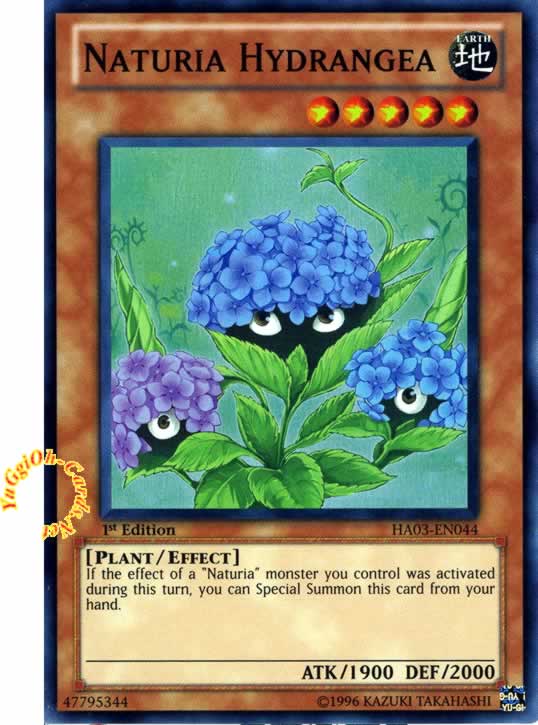 NATURIA HYDRANGEA
EARTH
地
1st Edition
HA03-EN044
[PLANT/EFFECT]
If the effect of a "Naturia" monster you control was activated
during this turn, you can Special Summon this card from your
hand.
ATK/1900 DEF/2000
47795344
©1996 KAZUKI TAKAHASHI
YuGgiOh-Cards.Net